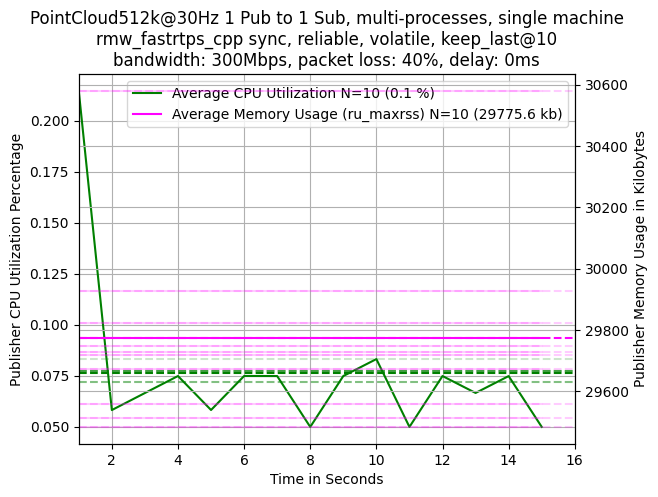 PointCloud512k@30Hz 1 Pub to 1 Sub, multi-processes, single machine
rmw_fastrtps_cpp sync, reliable, volatile, keep_last@10
bandwidth: 300Mbps, packet loss: 40%, delay: 0ms
Average CPU Utilization N=10 (0.1 %)
Average Memory Usage (ru_maxrss) N=10 (29775.6 kb)
Publisher CPU Utilization Percentage
0.200
0.175
0.150
0.125
0.100
0.075
0.050
30600
30400
30200
30000
29800
29600
Publisher Memory Usage in Kilobytes
2 4 6 8 10 12 14 16
Time in Seconds